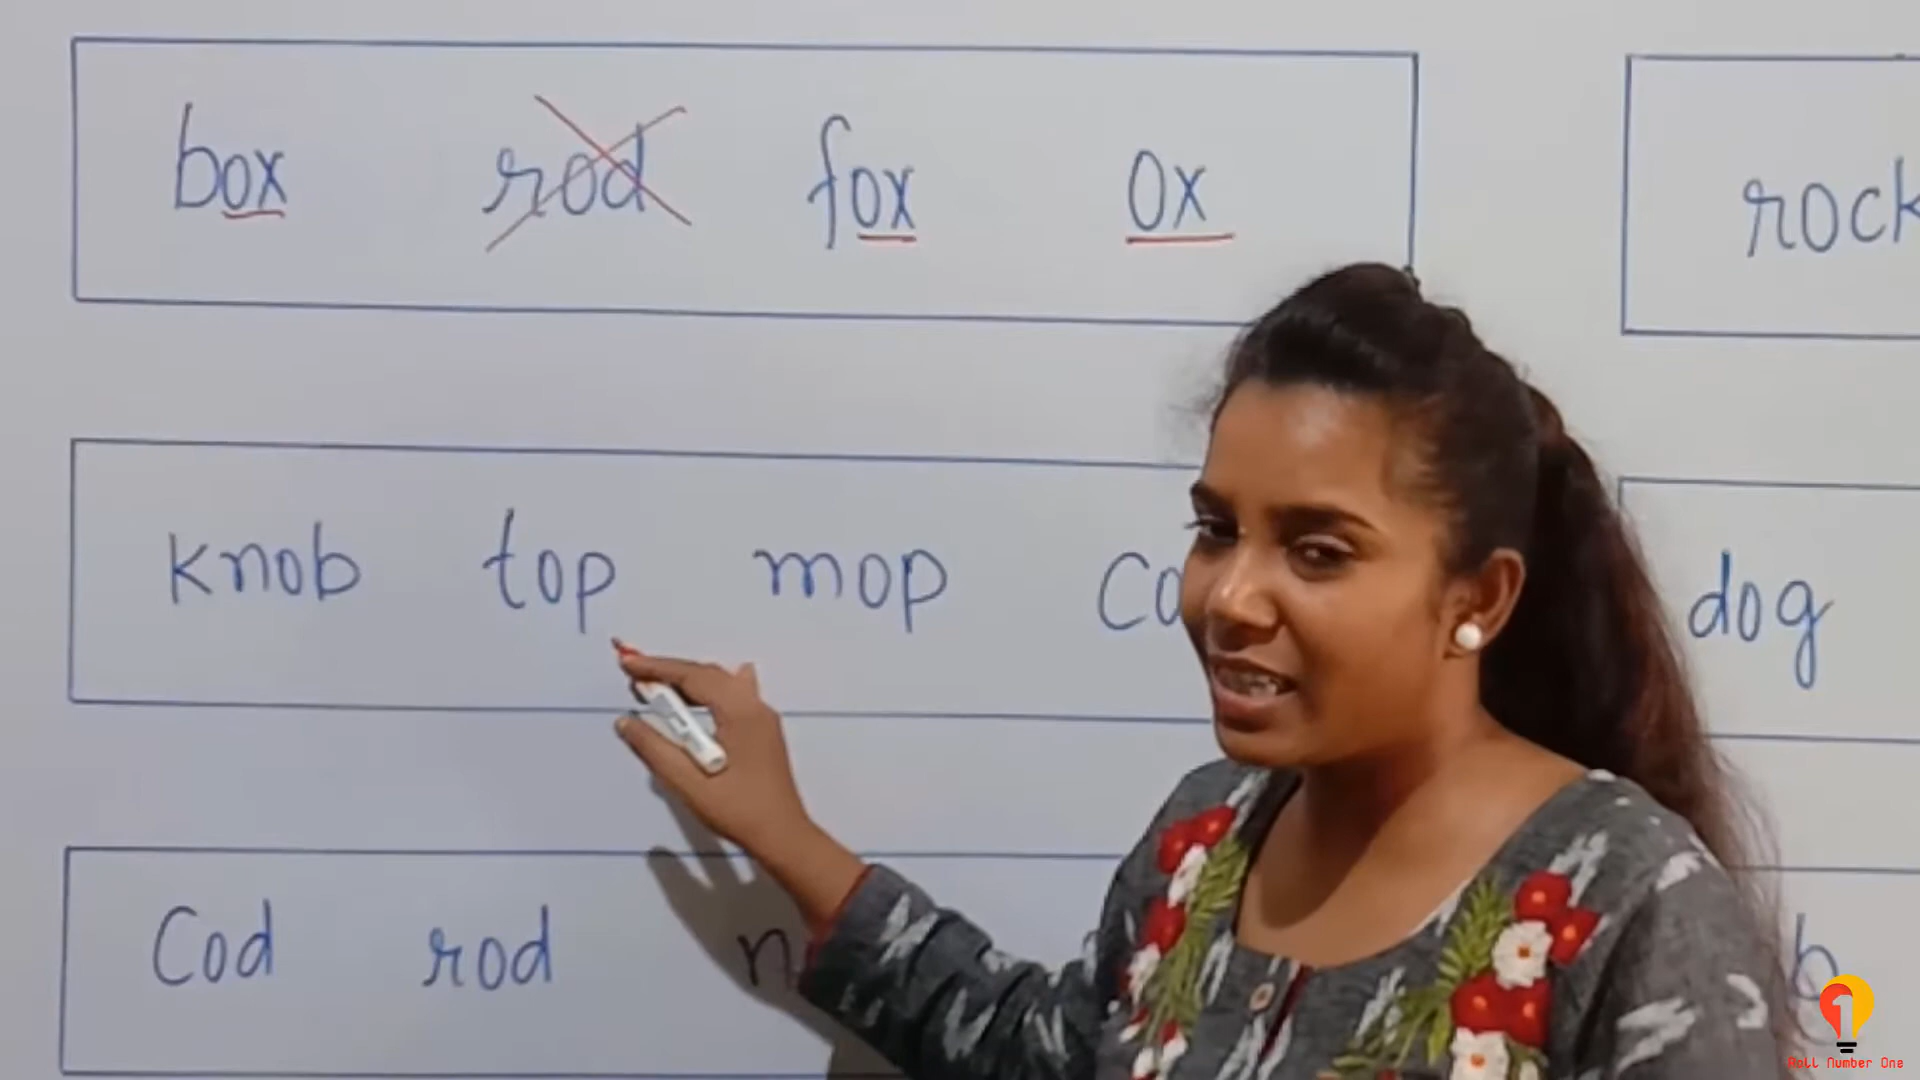 box rod fox Ox
rock
knob top mop
dog
Cod rod
b
Roll Number One